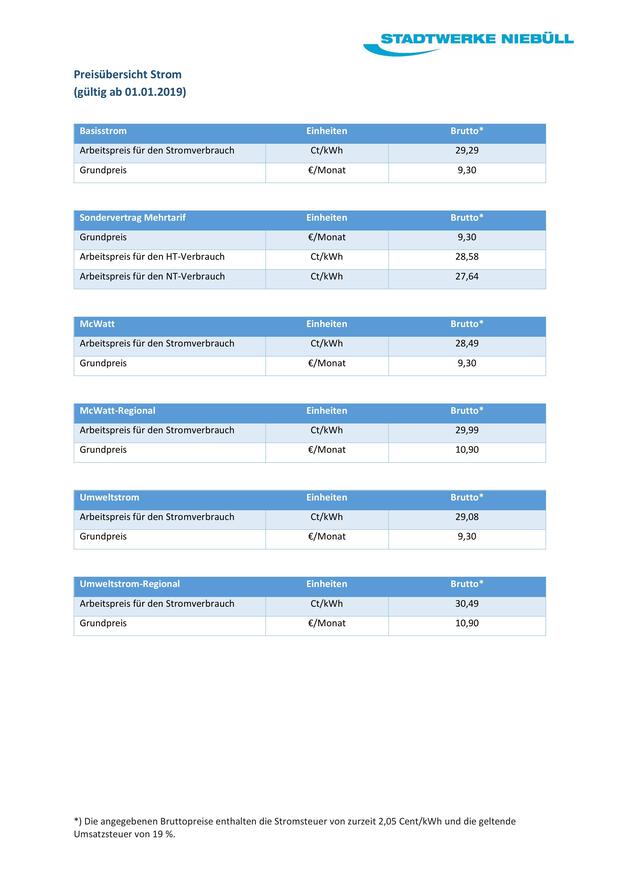 STADTWERKE NIEBÜLL
Preisübersicht Strom
(gültig ab 01.01.2019)
Basisstrom Einheiten Brutto*
Arbeitspreis für den Stromverbrauch Ct/kWh 29,29
Grundpreis €/Monat 9,30
Sondervertrag Mehrtarif Einheiten Brutto*
Grundpreis €/Monat 9,30
Arbeitspreis für den HT-Verbrauch Ct/kWh 28,58
Arbeitspreis für den NT-Verbrauch Ct/kWh 27,64
McWatt Einheiten Brutto*
Arbeitspreis für den Stromverbrauch Ct/kWh 28,49
Grundpreis €/Monat 9,30
McWatt-Regional Einheiten Brutto*
Arbeitspreis für den Stromverbrauch Ct/kWh 29,99
Grundpreis €/Monat 10,90
Umweltstrom Einheiten Brutto*
Arbeitspreis für den Stromverbrauch Ct/kWh 29,08
Grundpreis €/Monat 9,30
Umweltstrom-Regional Einheiten Brutto*
Arbeitspreis für den Stromverbrauch Ct/kWh 30,49
Grundpreis €/Monat 10,90
*) Die angegebenen Bruttopreise enthalten die Stromsteuer von zurzeit 2,05 Cent/kWh und die geltende
Umsatzsteuer von 19 %.